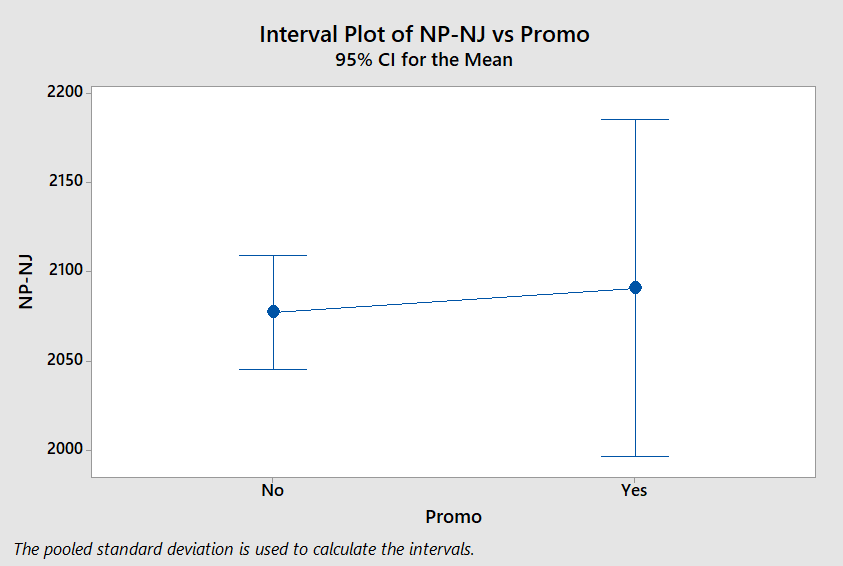 Interval Plot of NP-NJ vs Promo
95% CI for the Mean
2200
2150
2100
2050
2000
NP-NJ
No
Yes
Promo
The pooled standard deviation is used to calculate the intervals.